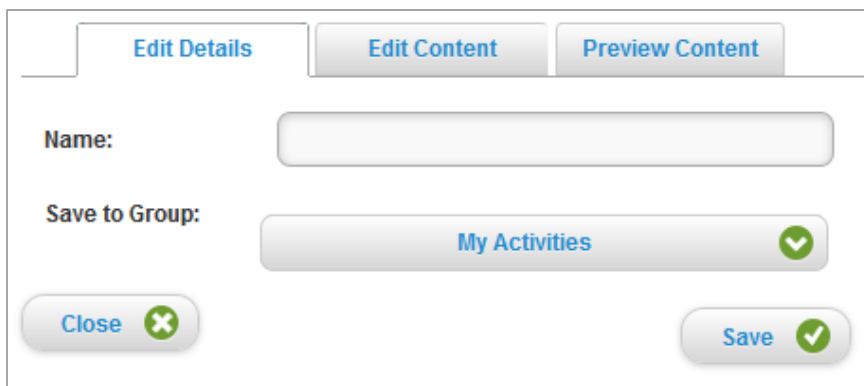 Edit Details Edit Content Preview Content
Name:
Save to Group:
My Activities
Close
Save